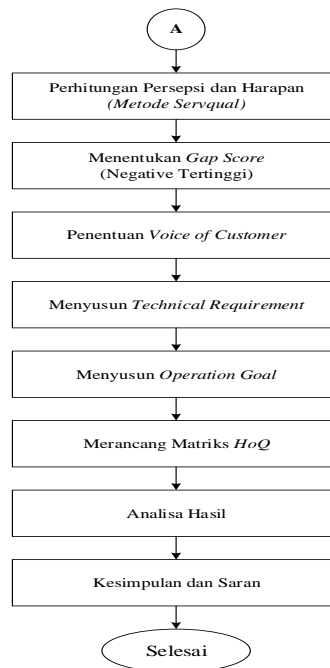 A
Perhitungan Persepsi dan Harapan
(Metode Servqual)
Menentukan Gap Score
(Negative Tertinggi)
Penentuan Voice of Customer
Menyusun Technical Requirement
Menyusun Operation Goal
Merancang Matriks HoQ
Analisa Hasil
Kesimpulan dan Saran
Selesai